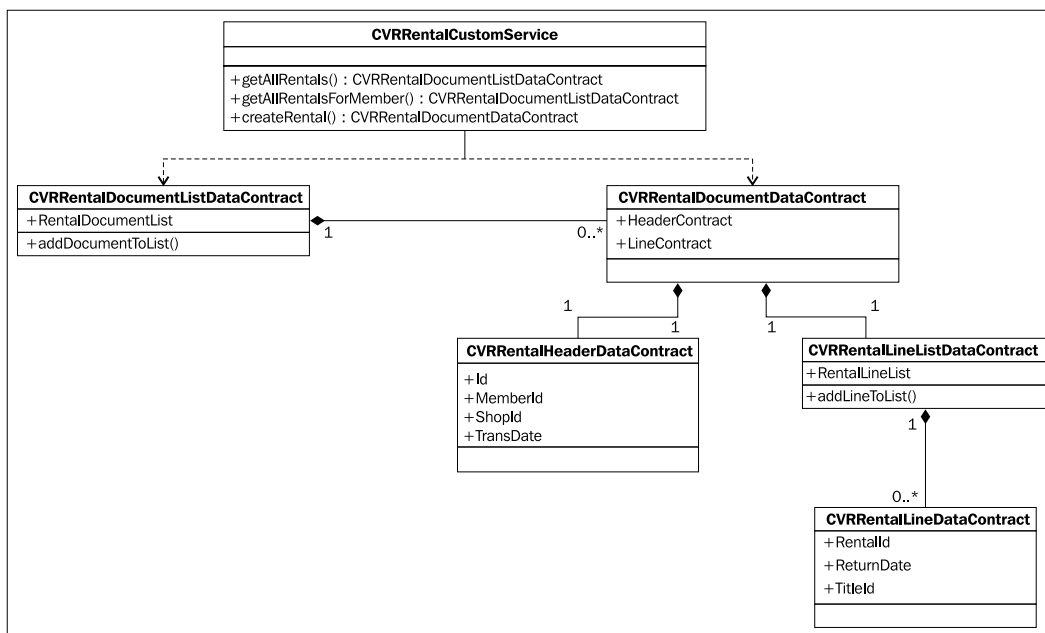 CVRRentalCustomService
+getAllRentals() : CVRRentalDocumentListDataContract
+getAllRentalsForMember() : CVRRentalDocumentListDataContract
+createRental() : CVRRentalDocumentDataContract
CVRRentalDocumentListDataContract
+RentalDocumentList
+addDocumentToList()
1
0..*
CVRRentalDocumentDataContract
+HeaderContract
+LineContract
1
1
1
1
CVRRentalHeaderDataContract
+Id
+MemberId
+ShopId
+TransDate
CVRRentalLineListDataContract
+RentalLineList
+addLineToList()
1
0..*
CVRRentalLineDataContract
+RentalId
+ReturnDate
+TitleId